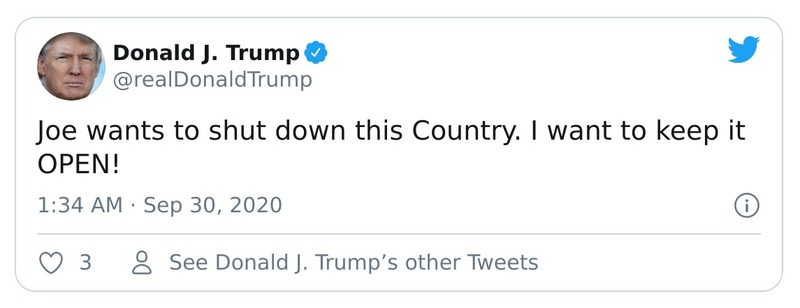 Donald J. Trump
@realDonaldTrump
Joe wants to shut down this Country. I want to keep it
OPEN!
1:34 AM · Sep 30, 2020
3 See Donald J. Trump’s other Tweets